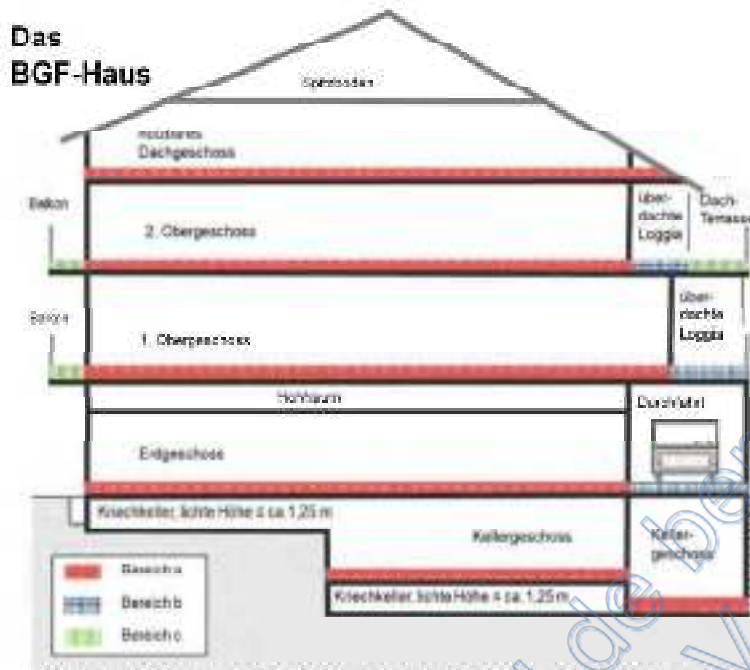 Das
BGF-Haus
Spitzboden
Dachgeschoss
Balkon
2. Obergeschoss
über-
dachte
Loggia
Dach-
Terrasse
1. Obergeschoss
über-
dachte
Loggia
Hohlraum
Durchfahrt
Erdgeschoss
Kriechkeller, lichte Höhe ≤ ca. 1,25 m
Kellergeschoss
Keller-
geschoss
Kriechkeller, lichte Höhe ≤ ca. 1,25 m
Bereich a
Bereich b
Bereich c